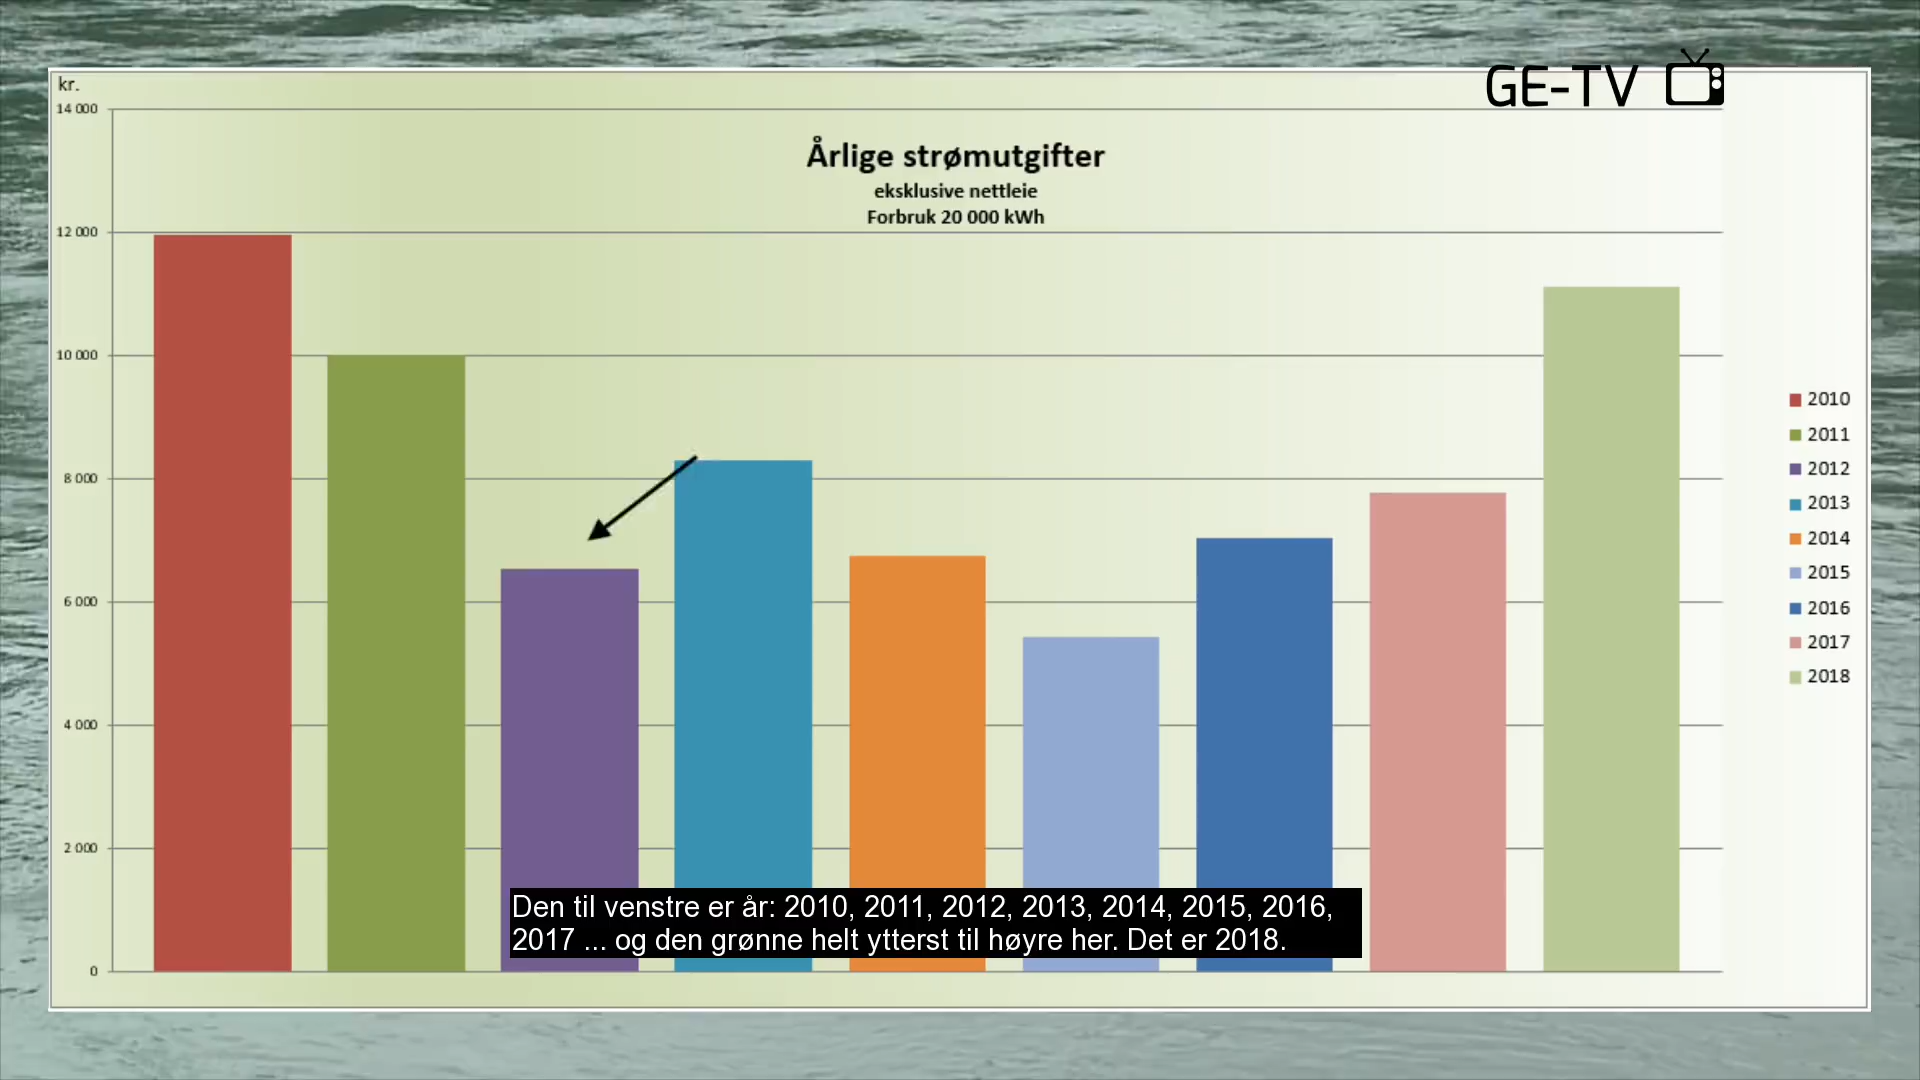 GE-TV
kr.
14 000
Årlige strømutgifter
eksklusive nettleie
Forbruk 20 000 kWh
12 000
10 000
8 000
6 000
4 000
2 000
0
2010
2011
2012
2013
2014
2015
2016
2017
2018
Den til venstre er år: 2010, 2011, 2012, 2013, 2014, 2015, 2016,
2017 ... og den grønne helt ytterst til høyre her. Det er 2018.